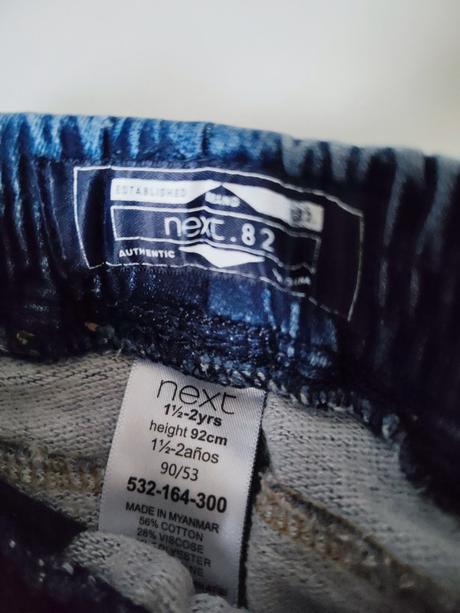 ESTABLISHED
BRAND
next.82
AUTHENTIC
next
1½-2yrs
height 92cm
1½-2años
90/53
532-164-300
MADE IN MYANMAR
56% COTTON
28% VISCOSE